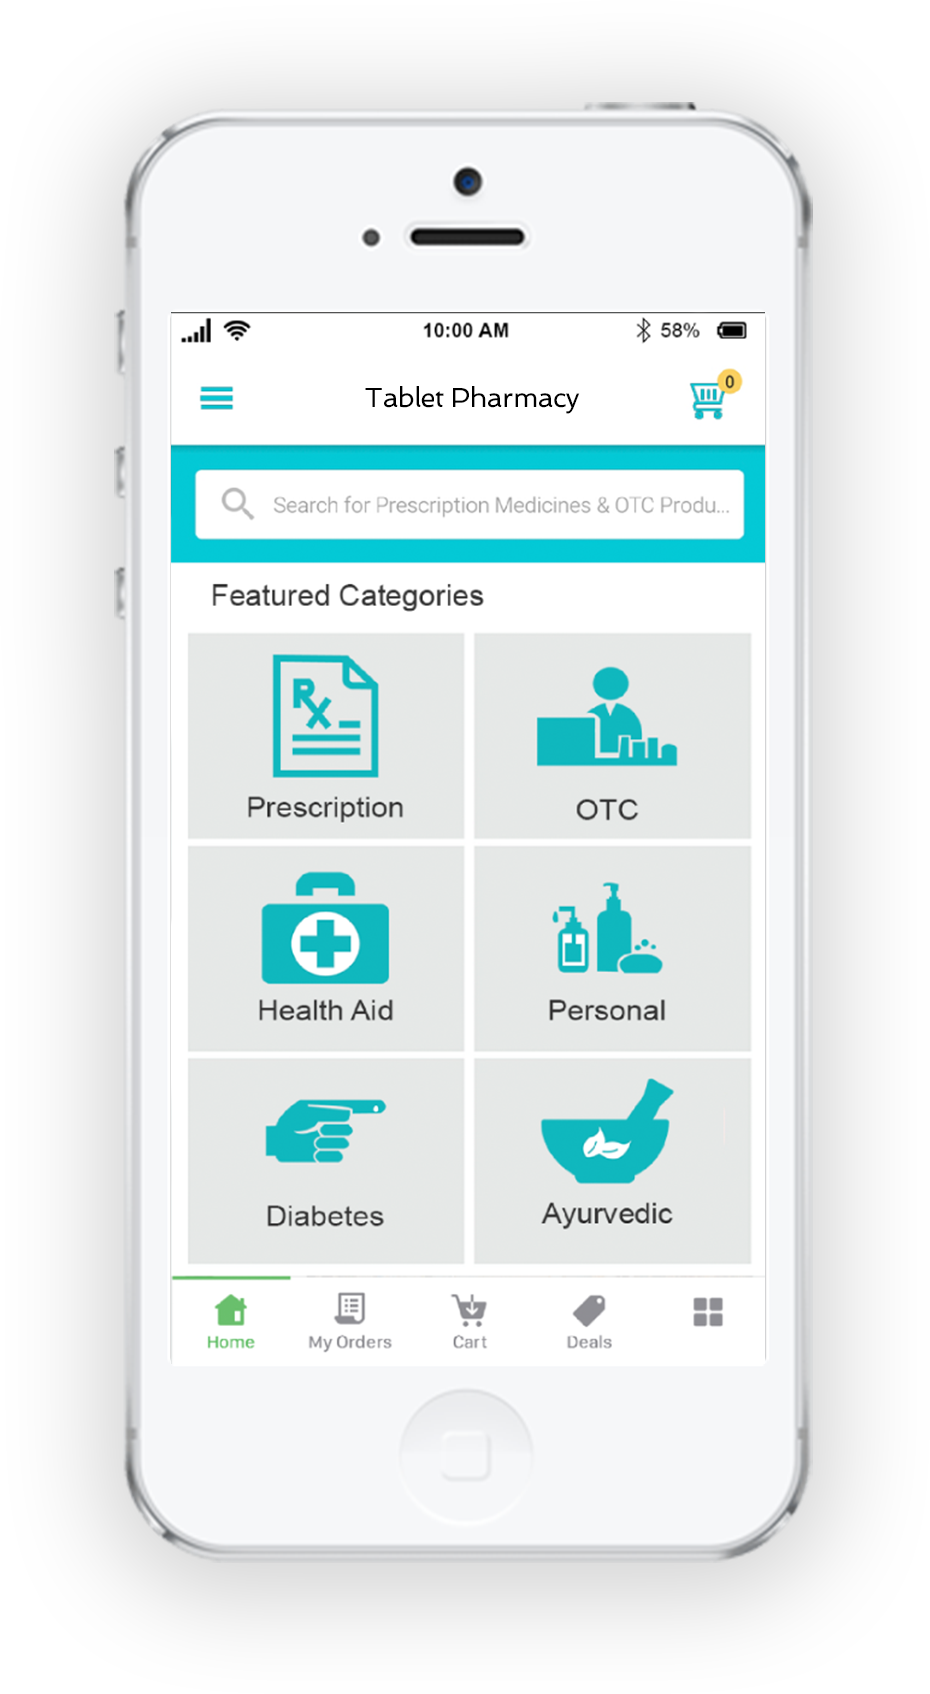 10:00 AM
58%
Tablet Pharmacy
0
Search for Prescription Medicines & OTC Produ...
Featured Categories
Rx
Prescription
OTC
Health Aid
Personal
Diabetes
Ayurvedic
Home
My Orders
Cart
Deals